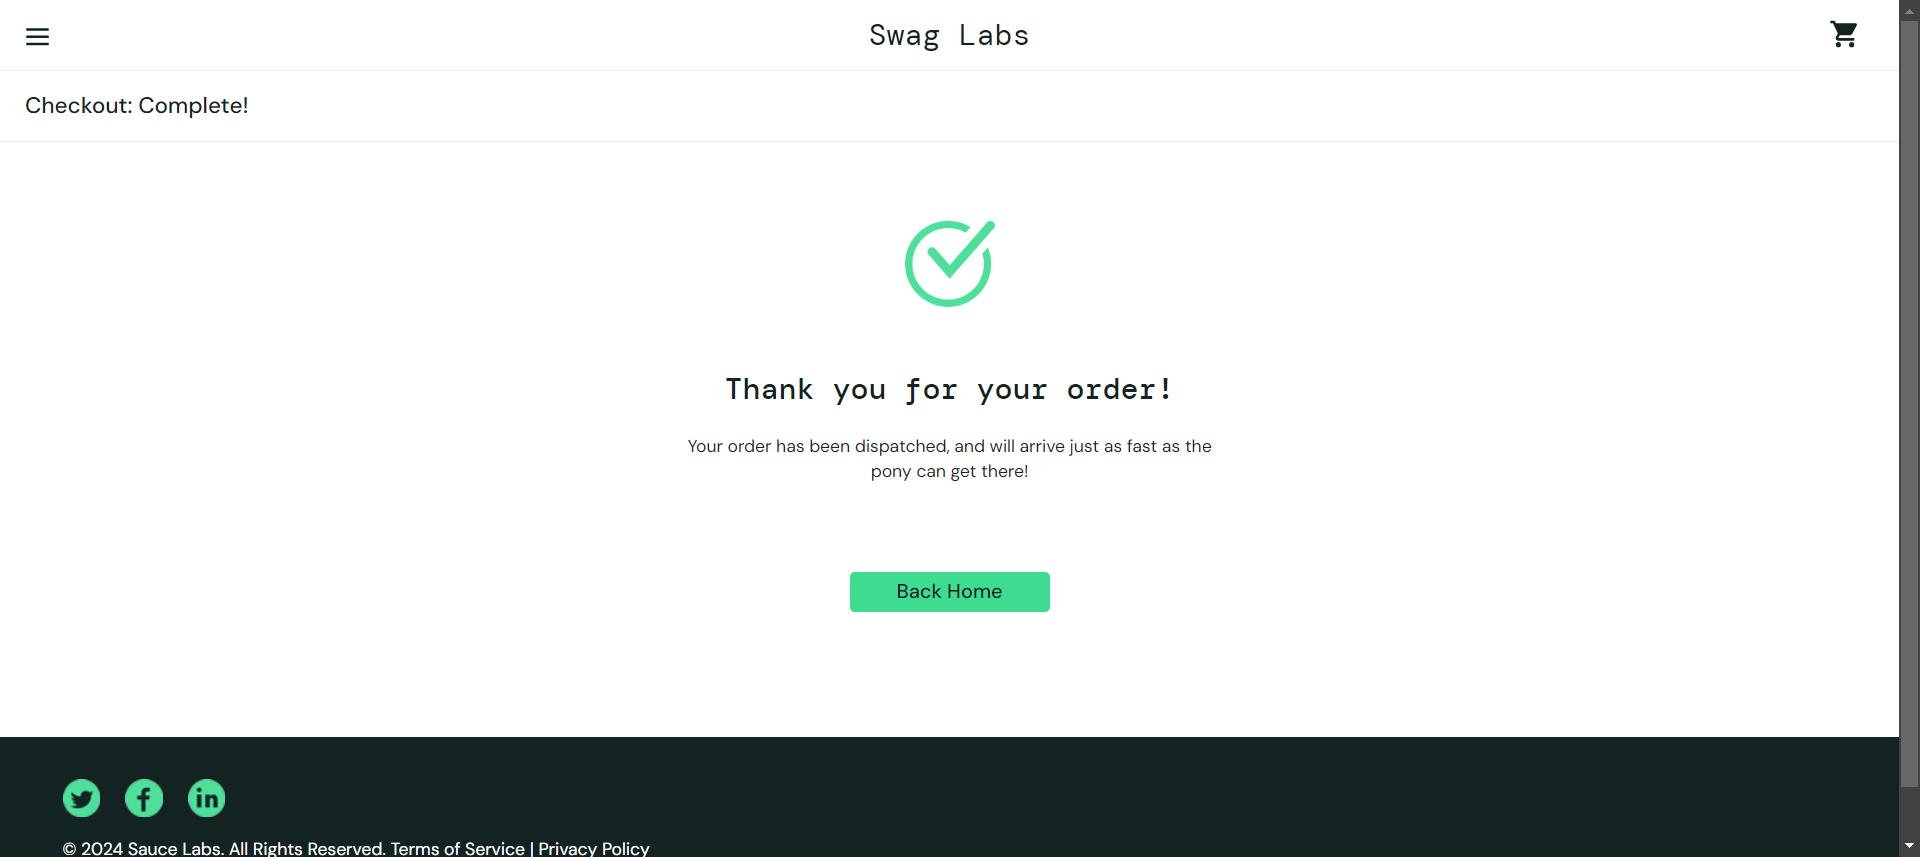 Swag Labs
Checkout: Complete!
Thank you for your order!
Your order has been dispatched, and will arrive just as fast as the
pony can get there!
Back Home
© 2024 Sauce Labs. All Rights Reserved. Terms of Service | Privacy Policy